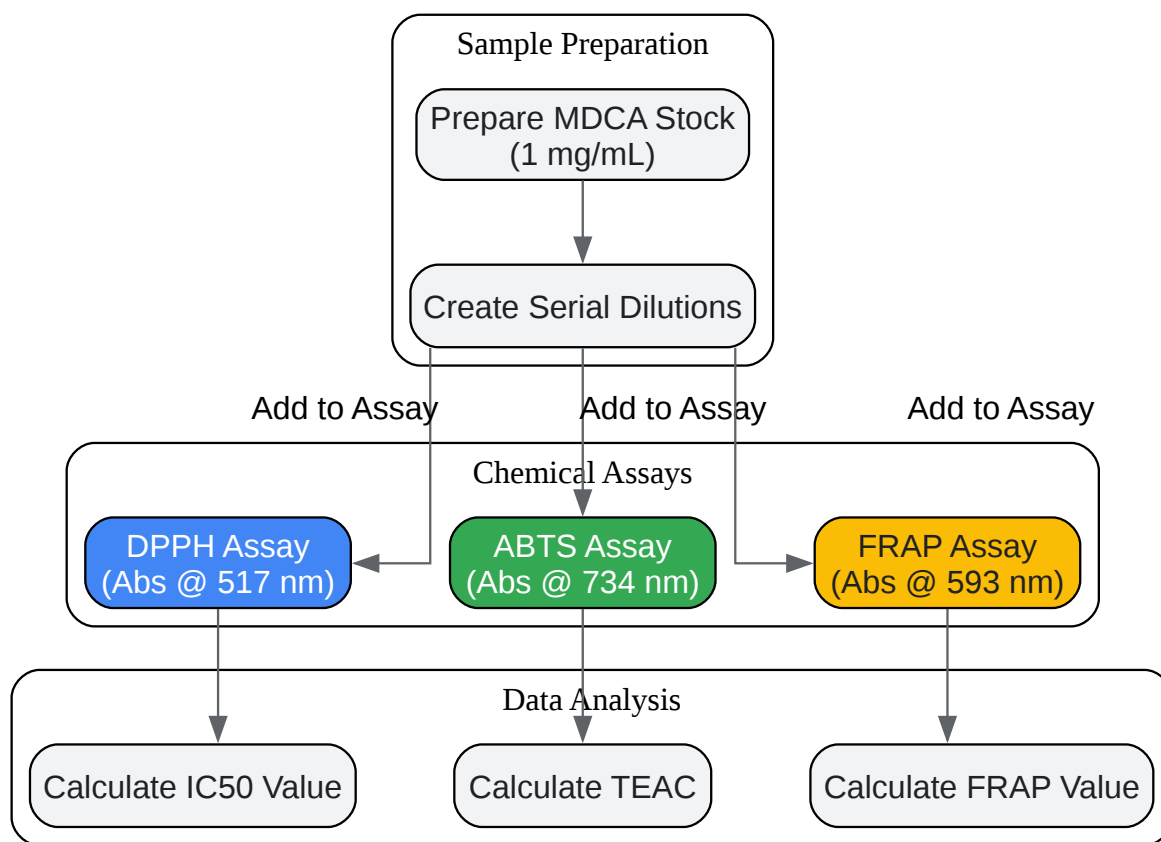 Sample Preparation
Prepare MDCA Stock
(1 mg/mL)
Create Serial Dilutions
Add to Assay
Add to Assay
Add to Assay
Chemical Assays
DPPH Assay
(Abs @ 517 nm)
ABTS Assay
(Abs @ 734 nm)
FRAP Assay
(Abs @ 593 nm)
Data Analysis
Calculate IC50 Value
Calculate TEAC
Calculate FRAP Value